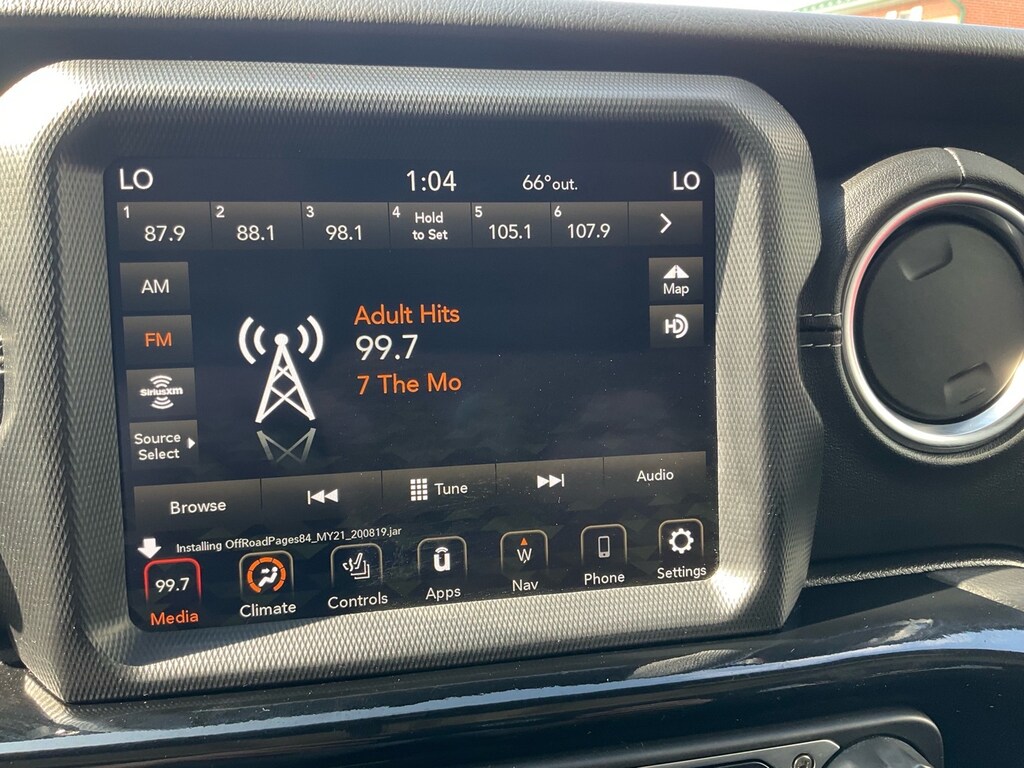 LO 1:04 66° out. LO
1 87.9 2 88.1 3 98.1 4 Hold to Set 5 105.1 6 107.9
AM
Map
FM
HD
Adult Hits
99.7
7 The Mo
SiriusXM
Source
Select
Browse Tune Audio
Installing OffRoadPages84_MY21_200819.jar
99.7 W
Media Climate Controls Apps Nav Phone Settings